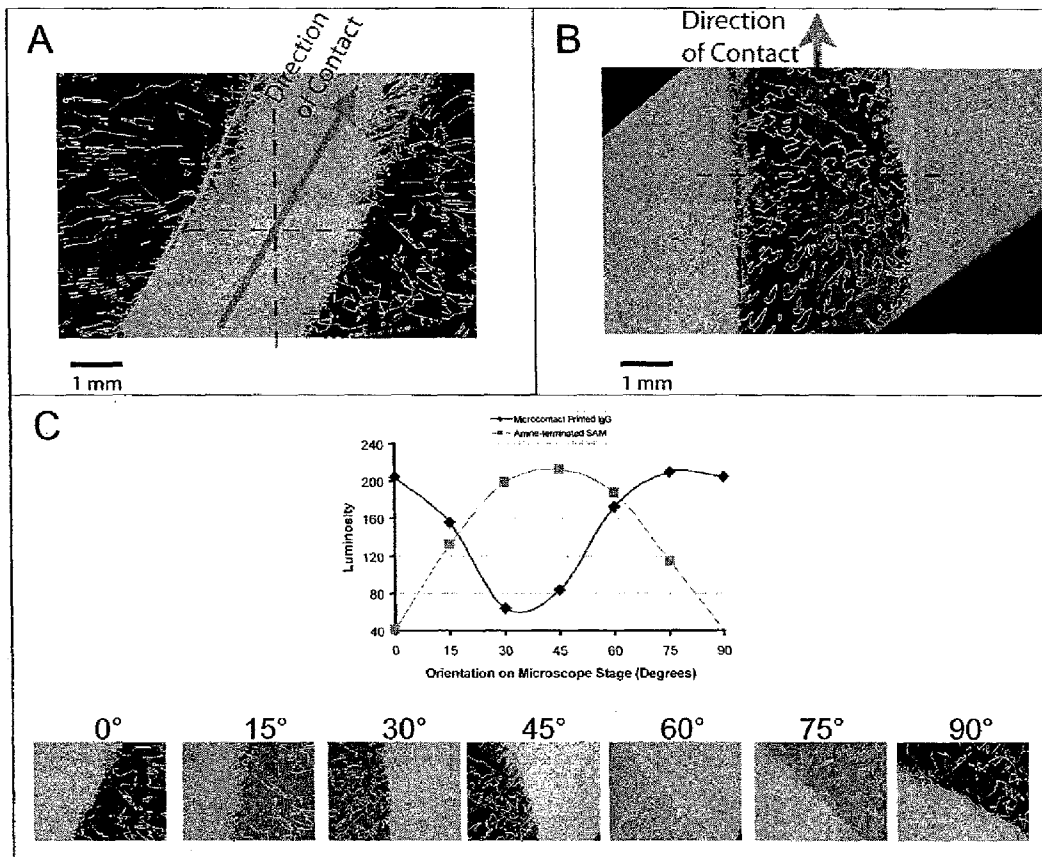 A
Direction
of Contact
1 mm
B
Direction
of Contact
1 mm
C
Microcontact Printed IgG
Amine-terminated SAM
240
200
160
120
80
40
Luminosity
0 15 30 45 60 75 90
Orientation on Microscope Stage (Degrees)
0° 15° 30° 45° 60° 75° 90°